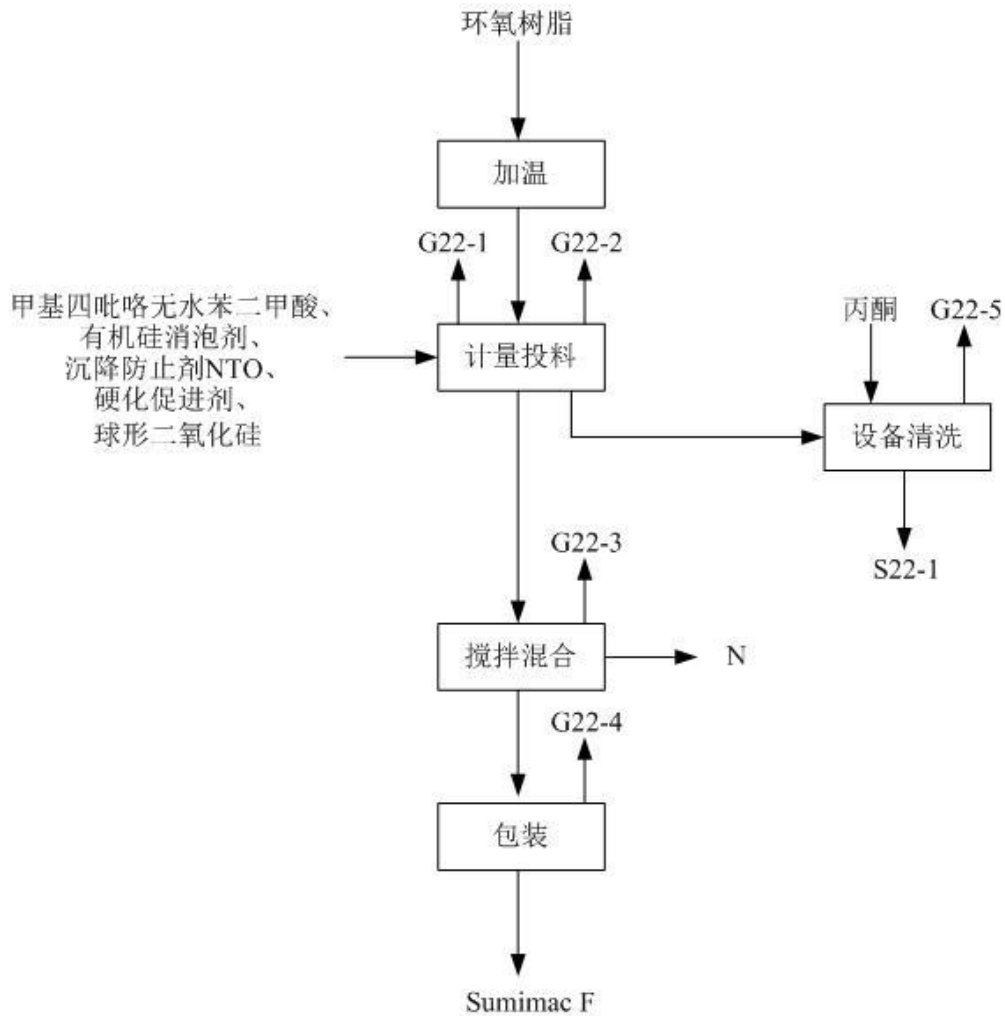 环氧树脂
加温
G22-1
G22-2
甲基四吡咯无水苯二甲酸、
有机硅消泡剂、
沉降防止剂NTO、
硬化促进剂、
球形二氧化硅
计量投料
丙酮
G22-5
设备清洗
S22-1
G22-3
搅拌混合
N
G22-4
包装
Sumimac F